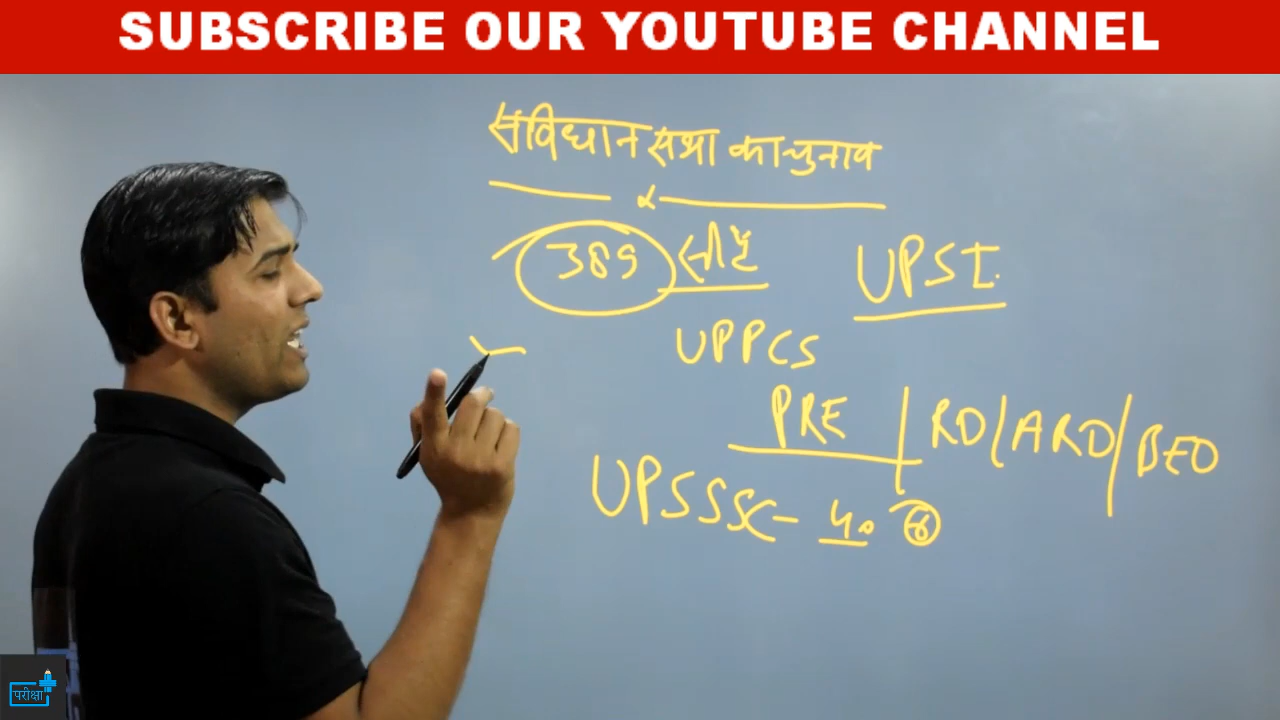 SUBSCRIBE OUR YOUTUBE CHANNEL
संविधान सभा का चुनाव
389 सीटें UPSI.
UPPCS
PRE | RO/ARO/BEO
UPSSSC-
परीक्षा